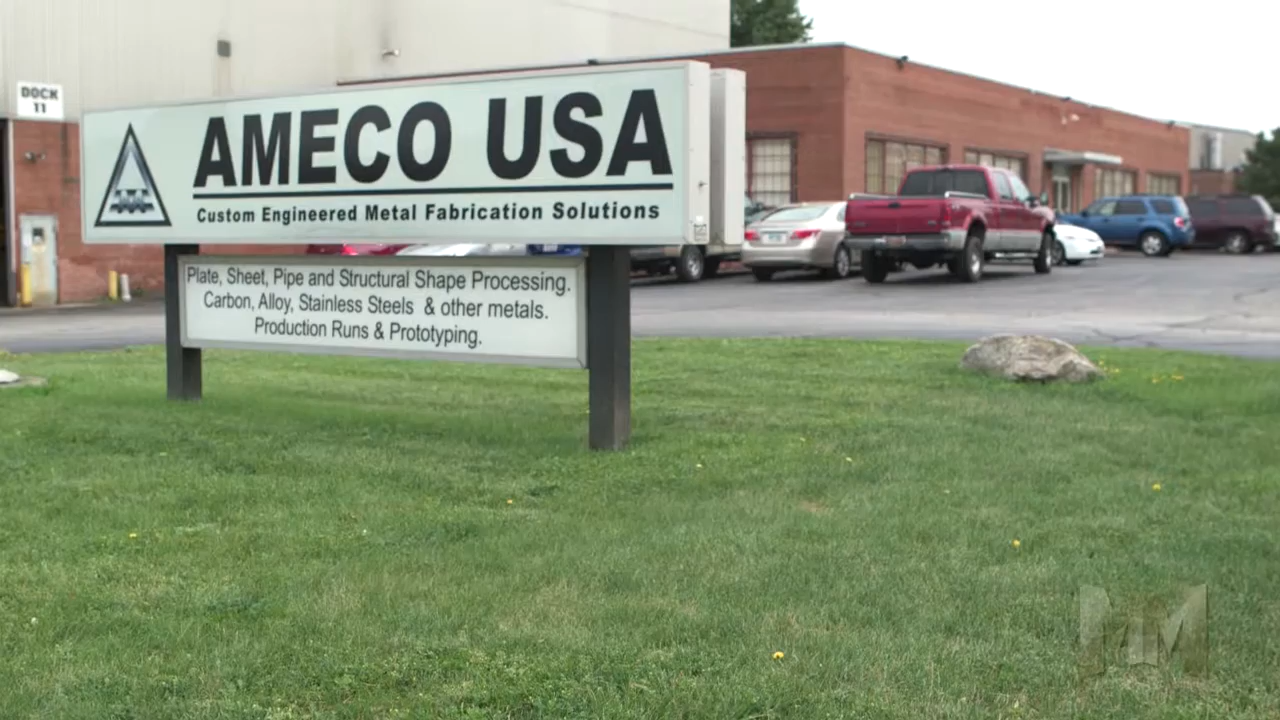 DOCK
11
AMECO USA
Custom Engineered Metal Fabrication Solutions
Plate, Sheet, Pipe and Structural Shape Processing.
Carbon, Alloy, Stainless Steels & other metals.
Production Runs & Prototyping.